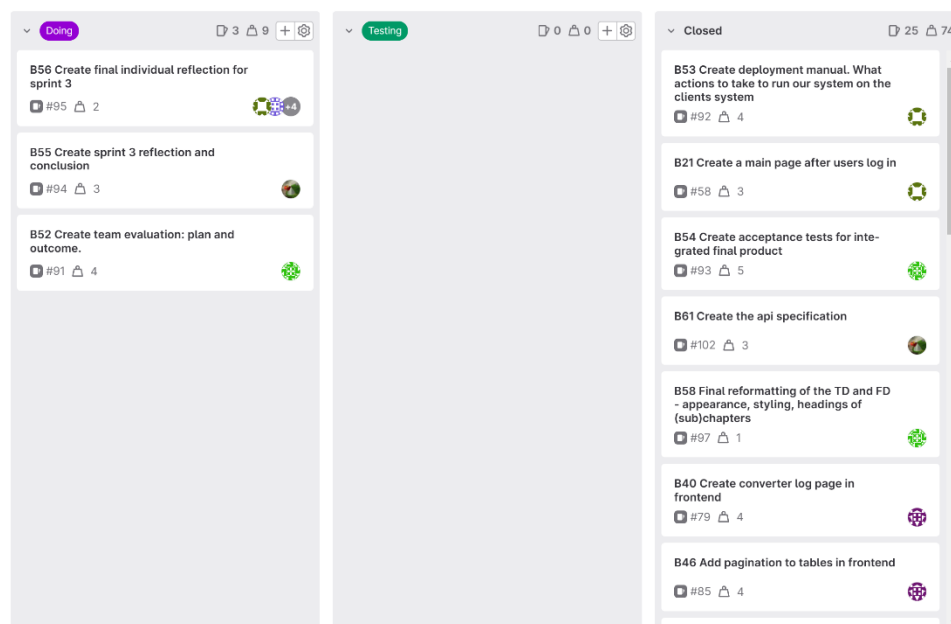 Doing 3 9
B56 Create final individual reflection for
sprint 3
#95 2 +4
B55 Create sprint 3 reflection and
conclusion
#94 3
B52 Create team evaluation: plan and
outcome.
#91 4
Testing 0 0
Closed 25 74
B53 Create deployment manual. What
actions to take to run our system on the
clients system
#92 4
B21 Create a main page after users log in
#58 3
B54 Create acceptance tests for inte-
grated final product
#93 5
B61 Create the api specification
#102 3
B58 Final reformatting of the TD and FD
- appearance, styling, headings of
(sub)chapters
#97 1
B40 Create converter log page in
frontend
#79 4
B46 Add pagination to tables in frontend
#85 4